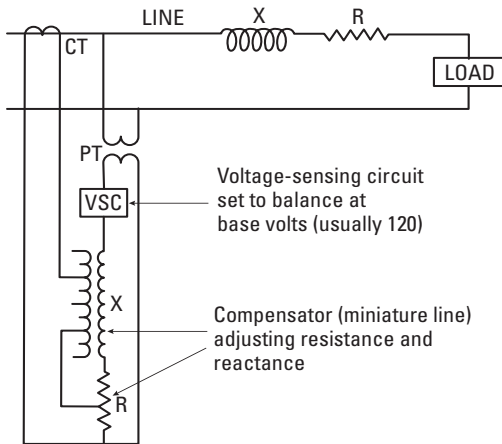 LINE
X
R
CT
LOAD
PT
VSC
Voltage-sensing circuit
set to balance at
base volts (usually 120)
X
Compensator (miniature line)
adjusting resistance and
reactance
R